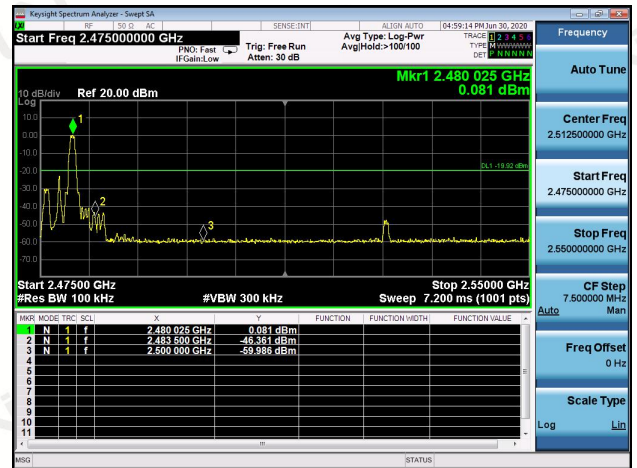 Keysight Spectrum Analyzer - Swept SA
LXI RF 50 Ω AC SENSE:INT ALIGN AUTO 04:59:14 PM Jun 30, 2020
Start Freq 2.475000000 GHz
PNO: Fast
IFGain:Low
Trig: Free Run
Atten: 30 dB
Avg Type: Log-Pwr
Avg|Hold:>100/100
TRACE 1 2 3 4 5 6
TYPE M WWWWW
DET P N N N N N
Mkr1 2.480 025 GHz
0.081 dBm
10 dB/div Ref 20.00 dBm
Log
10.0
0.00
-10.0
-20.0
-30.0
-40.0
-50.0
-60.0
-70.0
1
2
3
DL1 -19.92 dBm
Start 2.47500 GHz Stop 2.55000 GHz
#Res BW 100 kHz #VBW 300 kHz Sweep 7.200 ms (1001 pts)
MKR MODE TRC SCL X Y FUNCTION FUNCTION WIDTH FUNCTION VALUE
1 N 1 f 2.480 025 GHz 0.081 dBm
2 N 1 f 2.483 500 GHz -46.361 dBm
3 N 1 f 2.500 000 GHz -59.986 dBm
4
5
6
7
8
9
10
11
MSG STATUS
Frequency
Auto Tune
Center Freq
2.512500000 GHz
Start Freq
2.475000000 GHz
Stop Freq
2.550000000 GHz
CF Step
7.500000 MHz
Auto Man
Freq Offset
0 Hz
Scale Type
Log Lin